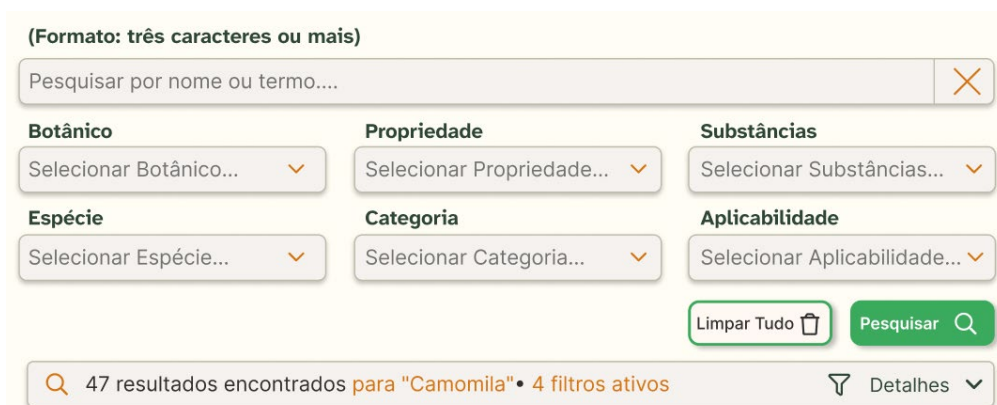 (Formato: três caracteres ou mais)
Pesquisar por nome ou termo....
Botânico Propriedade Substâncias
Selecionar Botânico... Selecionar Propriedade... Selecionar Substâncias...
Espécie Categoria Aplicabilidade
Selecionar Espécie... Selecionar Categoria... Selecionar Aplicabilidade...
Limpar Tudo Pesquisar
47 resultados encontrados para "Camomila"• 4 filtros ativos Detalhes